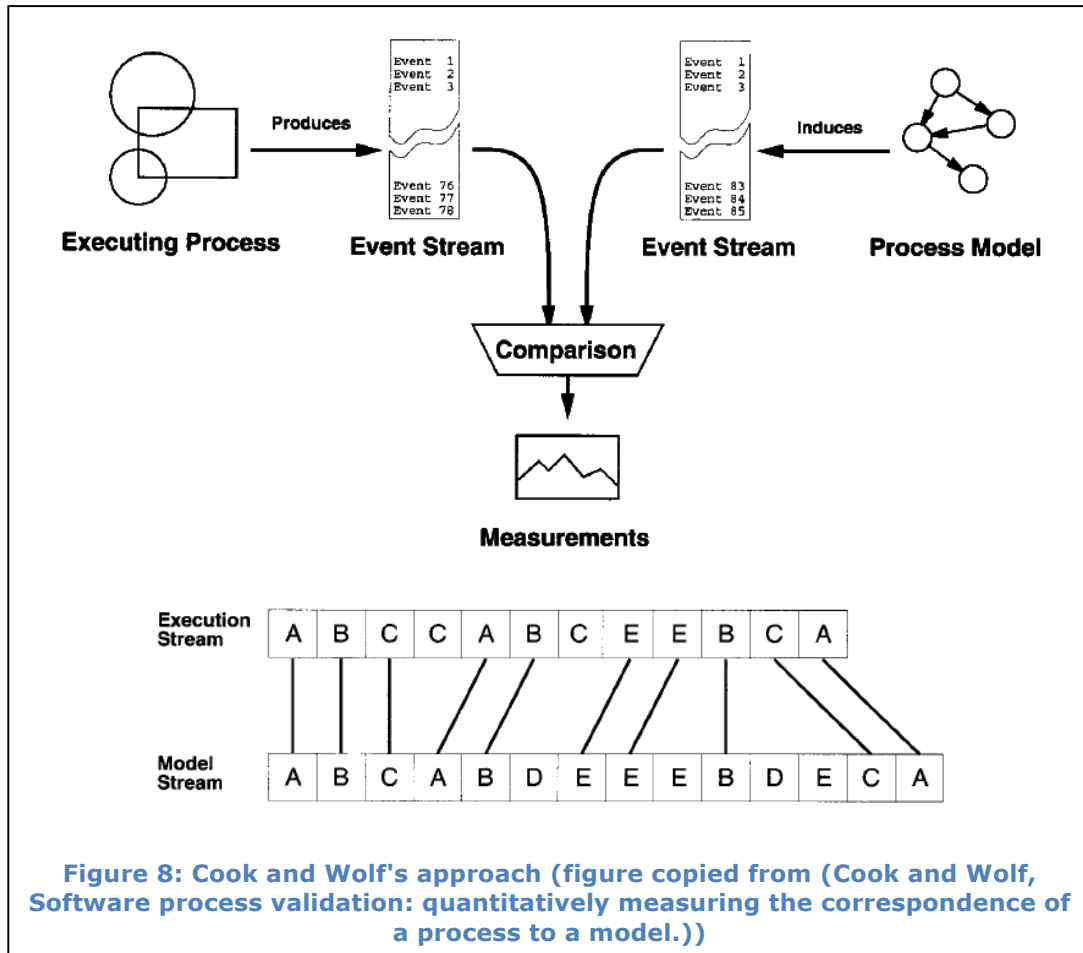 Event 1
Event 2
Event 3
Event 76
Event 77
Event 78
Produces
Executing Process
Event Stream
Event 1
Event 2
Event 3
Event 83
Event 84
Event 85
Induces
Event Stream
Process Model
Comparison
Measurements
Execution
Stream
A B C C A B C E E B C A
Model
Stream
A B C A B D E E E B D E C A
Figure 8: Cook and Wolf's approach (figure copied from (Cook and Wolf,
Software process validation: quantitatively measuring the correspondence of
a process to a model.))